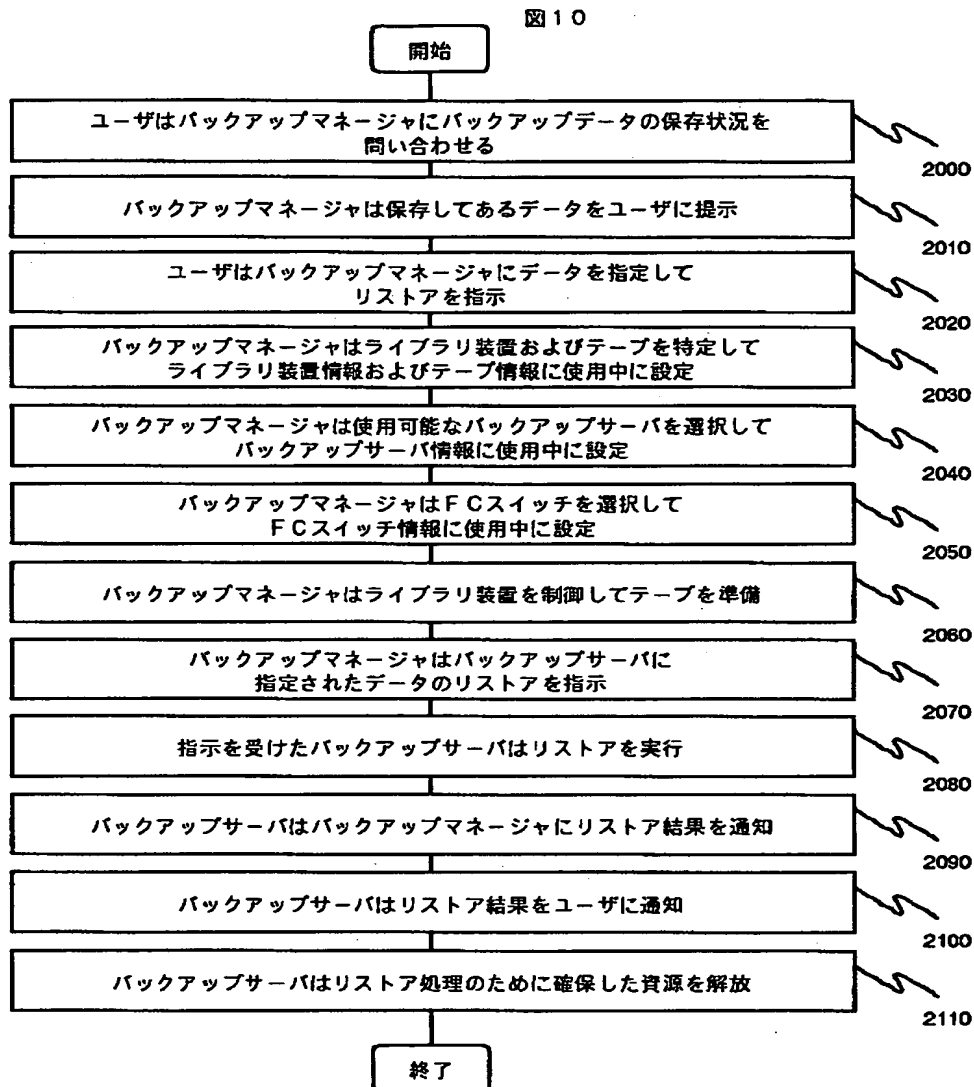 図10
開始
ユーザはバックアップマネージャにバックアップデータの保存状況を
問い合わせる
2000
バックアップマネージャは保存してあるデータをユーザに提示
2010
ユーザはバックアップマネージャにデータを指定して
リストアを指示
2020
バックアップマネージャはライブラリ装置およびテープを特定して
ライブラリ装置情報およびテープ情報に使用中に設定
2030
バックアップマネージャは使用可能なバックアップサーバを選択して
バックアップサーバ情報に使用中に設定
2040
バックアップマネージャはFCスイッチを選択して
FCスイッチ情報に使用中に設定
2050
バックアップマネージャはライブラリ装置を制御してテープを準備
2060
バックアップマネージャはバックアップサーバに
指定されたデータのリストアを指示
2070
指示を受けたバックアップサーバはリストアを実行
2080
バックアップサーバはバックアップマネージャにリストア結果を通知
2090
バックアップサーバはリストア結果をユーザに通知
2100
バックアップサーバはリストア処理のために確保した資源を解放
2110
終了